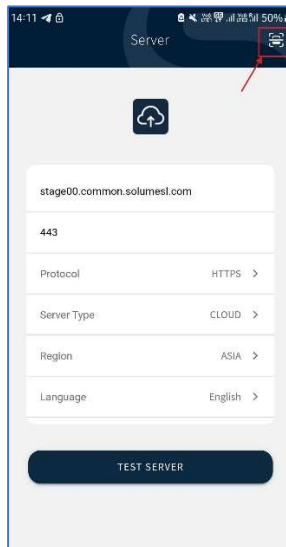 14:11 50%
Server
stage00.common.solumesl.com
443
Protocol HTTPS
Server Type CLOUD
Region ASIA
Language English
TEST SERVER